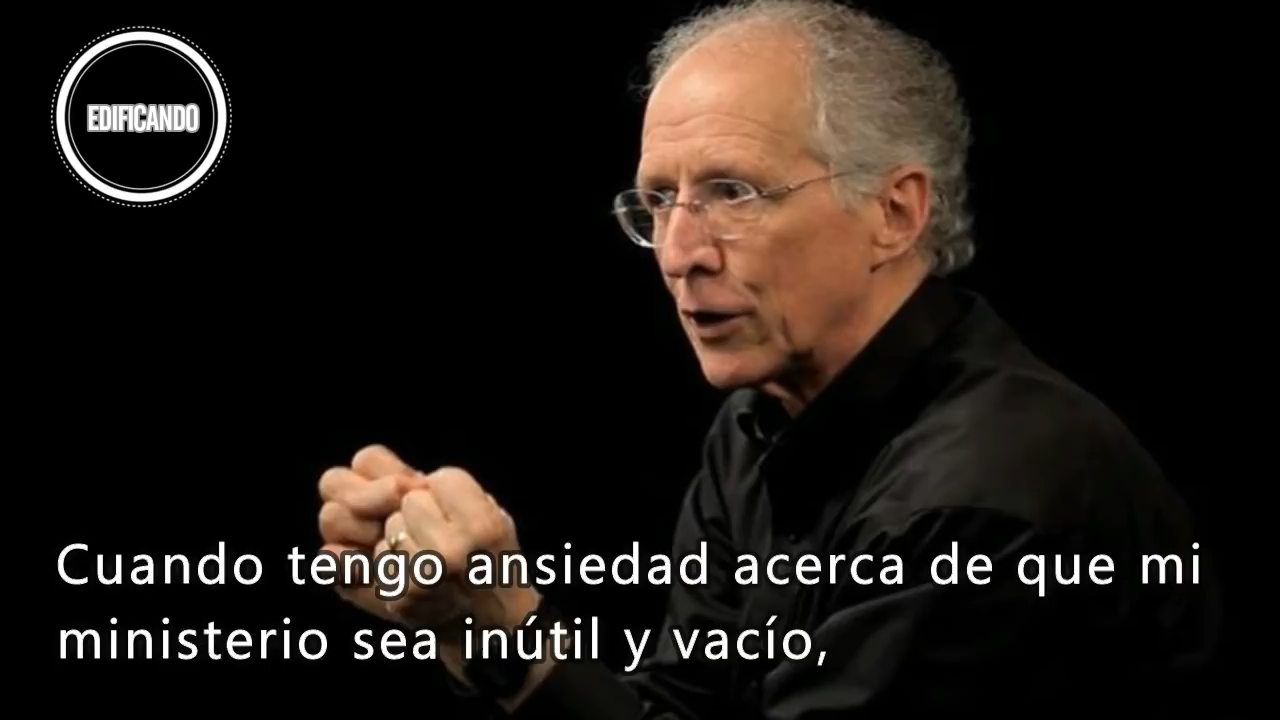 EDIFICANDO
Cuando tengo ansiedad acerca de que mi
ministerio sea inútil y vacío,